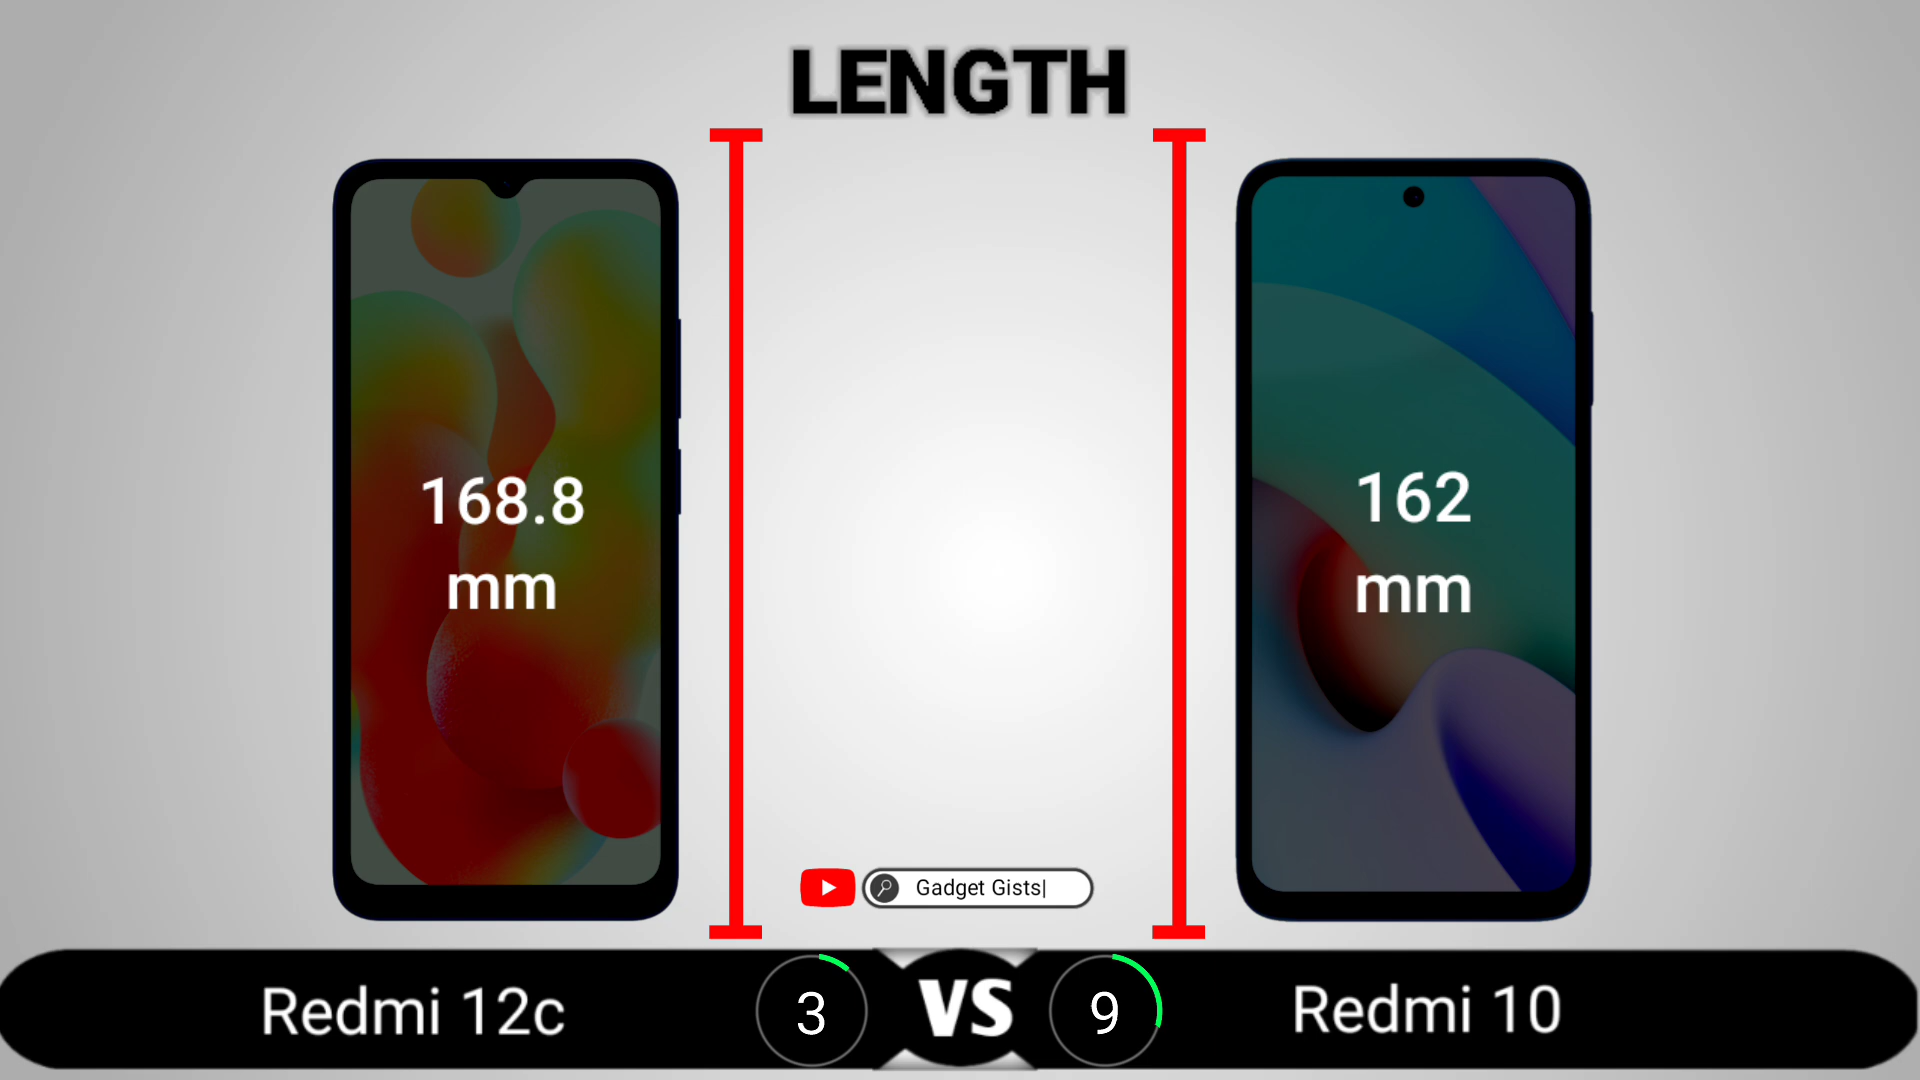 LENGTH
168.8
mm
162
mm
Gadget Gists|
Redmi 12c
3
VS
9
Redmi 10